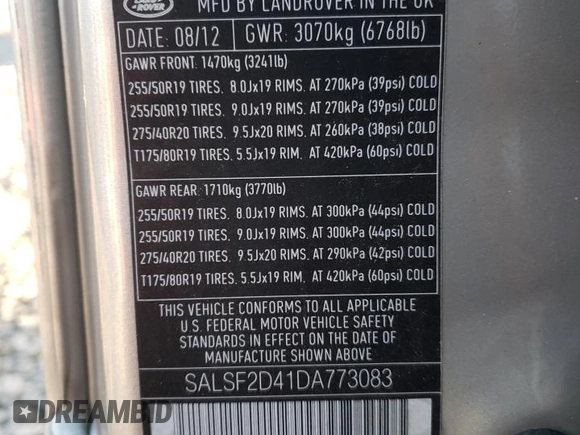 LAND ROVER
MFD BY LANDROVER IN THE UK
DATE: 08/12 GWR: 3070kg (6768lb)
GAWR FRONT: 1470kg (3241lb)
255/50R19 TIRES. 8.0Jx19 RIMS. AT 270kPa (39psi) COLD
255/50R19 TIRES. 9.0Jx19 RIMS. AT 270kPa (39psi) COLD
275/40R20 TIRES. 9.5Jx20 RIMS. AT 260kPa (38psi) COLD
T175/80R19 TIRES. 5.5Jx19 RIM. AT 420kPa (60psi) COLD
GAWR REAR: 1710kg (3770lb)
255/50R19 TIRES. 8.0Jx19 RIMS. AT 300kPa (44psi) COLD
255/50R19 TIRES. 9.0Jx19 RIMS. AT 300kPa (44psi) COLD
275/40R20 TIRES. 9.5Jx20 RIMS. AT 290kPa (42psi) COLD
T175/80R19 TIRES. 5.5Jx19 RIM. AT 420kPa (60psi) COLD
THIS VEHICLE CONFORMS TO ALL APPLICABLE
U.S. FEDERAL MOTOR VEHICLE SAFETY
STANDARDS IN EFFECT ON THE DATE OF
MANUFACTURE SHOWN ABOVE.
SALSF2D41DA773083
DREAMBID